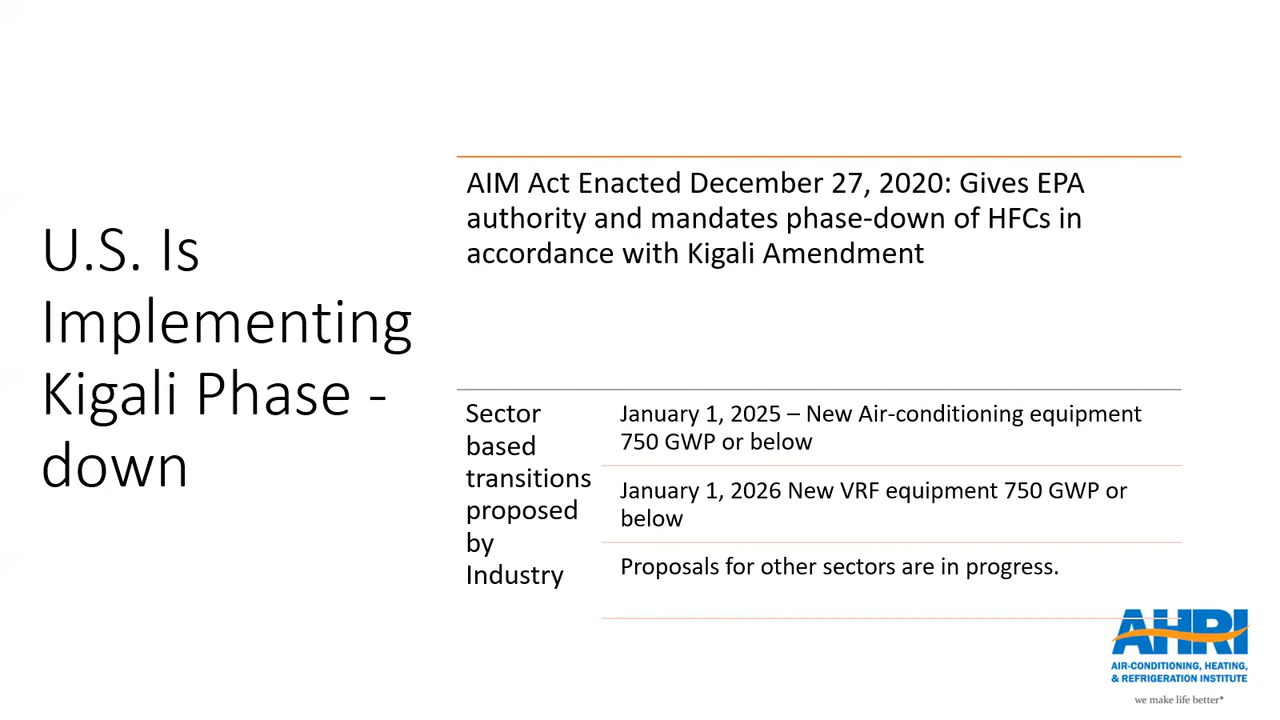 U.S. Is
Implementing
Kigali Phase -
down
AIM Act Enacted December 27, 2020: Gives EPA
authority and mandates phase-down of HFCs in
accordance with Kigali Amendment
Sector
based
transitions
proposed
by
Industry
January 1, 2025 – New Air-conditioning equipment
750 GWP or below
January 1, 2026 New VRF equipment 750 GWP or
below
Proposals for other sectors are in progress.
AHRI
AIR-CONDITIONING, HEATING,
& REFRIGERATION INSTITUTE
we make life better*